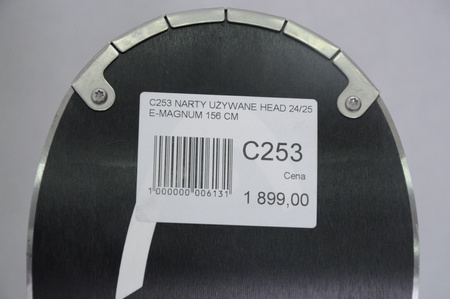 C253 NARTY UŻYWANE HEAD 24/25
E-MAGNUM 156 CM
C253
Cena
1 899,00
1 000000 006131